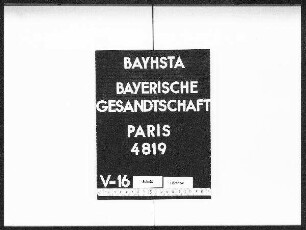 BAYHSTA
BAYERISCHE
GESANDTSCHAFT
PARIS
4819
V-16